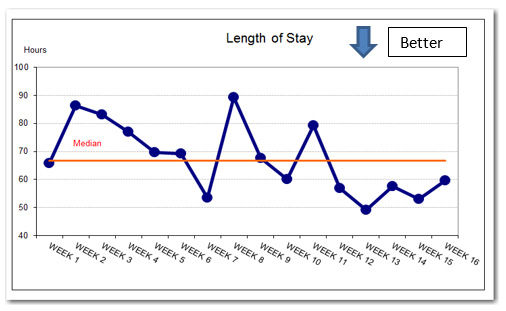 Length of Stay
Better
Hours
100
90
80
70
60
50
40
Median
WEEK 1
WEEK 2
WEEK 3
WEEK 4
WEEK 5
WEEK 6
WEEK 7
WEEK 8
WEEK 9
WEEK 10
WEEK 11
WEEK 12
WEEK 13
WEEK 14
WEEK 15
WEEK 16